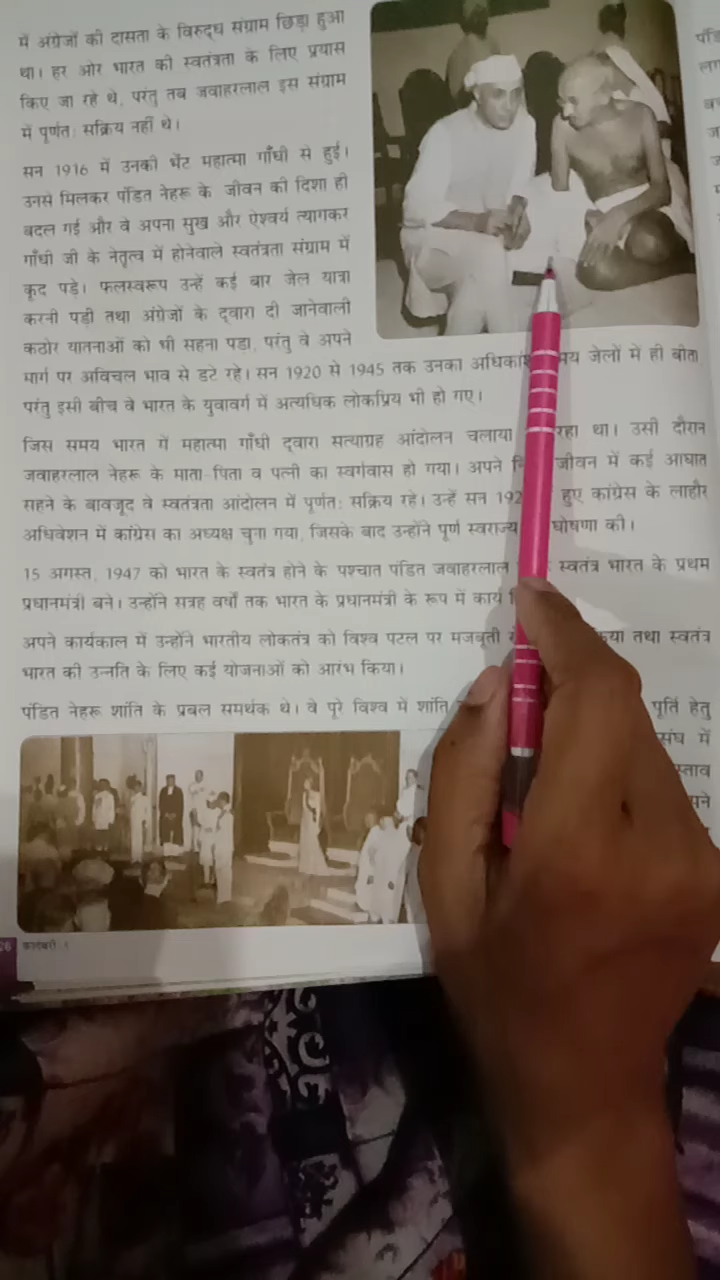 में अंग्रेजों की दासता के विरुद्ध संग्राम छिड़ा हुआ
था। हर ओर भारत की स्वतंत्रता के लिए प्रयास
किए जा रहे थे, परंतु तब जवाहरलाल इस संग्राम
में पूर्णत: सक्रिय नहीं थे।
सन 1916 में उनकी भेंट महात्मा गाँधी से हुई।
उनसे मिलकर पंडित नेहरू के जीवन की दिशा ही
बदल गई और वे अपना सुख और ऐश्वर्य त्यागकर
गाँधी जी के नेतृत्व में होनेवाले स्वतंत्रता संग्राम में
कूद पड़े। फलस्वरूप उन्हें कई बार जेल यात्रा
करनी पड़ी तथा अंग्रेजों के द्वारा दी जानेवाली
कठोर यातनाओं को भी सहना पड़ा, परंतु वे अपने
मार्ग पर अविचल भाव से डटे रहे। सन 1920 से 1945 तक उनका जेलों में ही बीता
परंतु इसी बीच वे भारत के युवावर्ग में अत्यधिक लोकप्रिय भी हो गए।
जिस समय भारत में महात्मा गाँधी द्वारा सत्याग्रह आंदोलन चलाया रहा था। उसी दौरान
जवाहरलाल नेहरू के माता-पिता व पत्नी का स्वर्गवास हो गया। अपने जीवन में कई आघात
सहने के बावजूद वे स्वतंत्रता आंदोलन में पूर्णत: सक्रिय रहे। उन्हें सन हुए कांग्रेस के लाहौर
अधिवेशन में कांग्रेस का अध्यक्ष चुना गया, जिसके बाद उन्होंने पूर्ण स्वराज्य घोषणा की।
15 अगस्त, 1947 को भारत के स्वतंत्र होने के पश्चात पंडित जवाहरलाल स्वतंत्र भारत के प्रथम
प्रधानमंत्री बने। उन्होंने सत्रह वर्षों तक भारत के प्रधानमंत्री के रूप में कार्य
अपने कार्यकाल में उन्होंने भारतीय लोकतंत्र को विश्व पटल पर मजबूती तथा स्वतंत्र
भारत की उन्नति के लिए कई योजनाओं को आरंभ किया।
पंडित नेहरू शांति के प्रबल समर्थक थे। वे पूरे विश्व में शांति पूर्ति हेतु
संघ में
26 कादंबरी-1